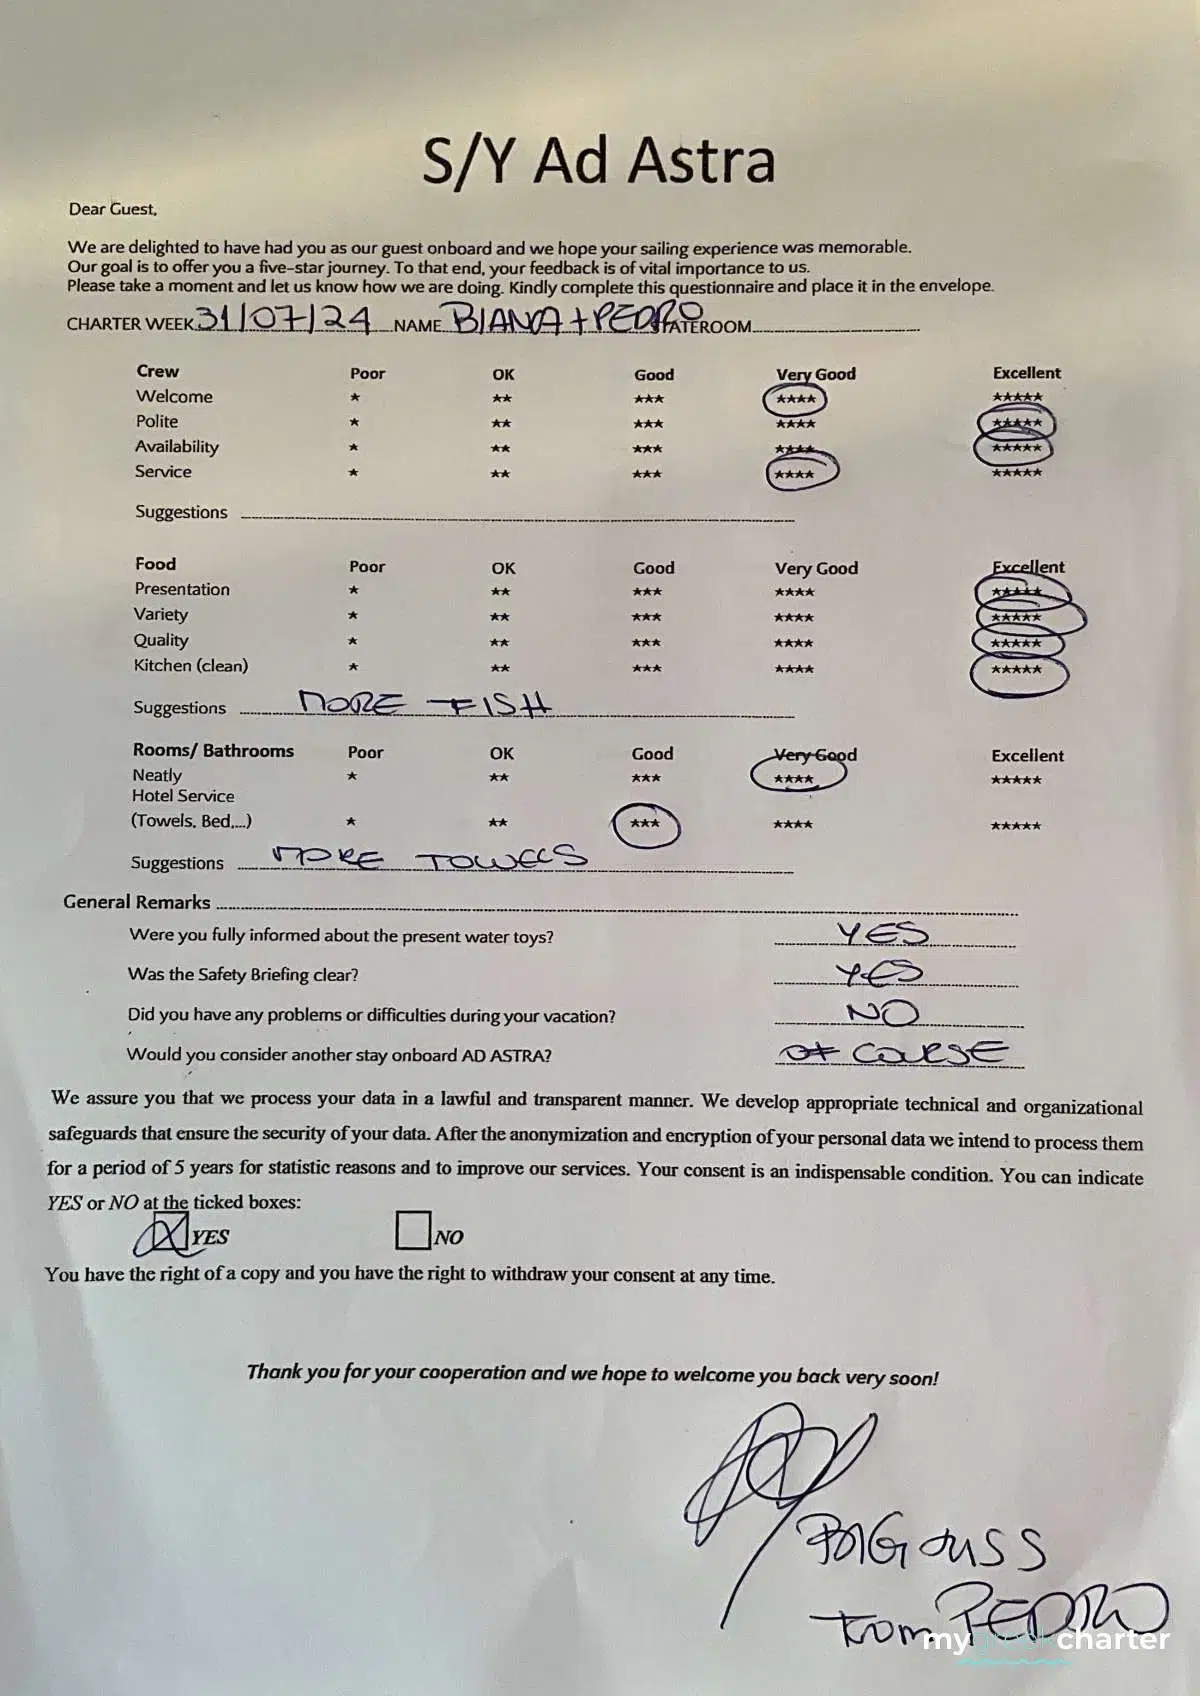 S/Y Ad Astra
Dear Guest,
We are delighted to have had you as our guest onboard and we hope your sailing experience was memorable.
Our goal is to offer you a five-star journey. To that end, your feedback is of vital importance to us.
Please take a moment and let us know how we are doing. Kindly complete this questionnaire and place it in the envelope.
CHARTER WEEK 31/07/24 NAME BIANCA + PEDRO STATEROOM
Crew Poor OK Good Very Good Excellent
Welcome ★ ★★ ★★★ ★★★★ ★★★★★
Polite ★ ★★ ★★★ ★★★★ ★★★★★
Availability ★ ★★ ★★★ ★★★★ ★★★★★
Service ★ ★★ ★★★ ★★★★ ★★★★★
Suggestions
Food Poor OK Good Very Good Excellent
Presentation ★ ★★ ★★★ ★★★★ ★★★★★
Variety ★ ★★ ★★★ ★★★★ ★★★★★
Quality ★ ★★ ★★★ ★★★★ ★★★★★
Kitchen (clean) ★ ★★ ★★★ ★★★★ ★★★★★
Suggestions MORE FISH
Rooms/ Bathrooms Poor OK Good Very Good Excellent
Neatly ★ ★★ ★★★ ★★★★ ★★★★★
Hotel Service
(Towels, Bed,...) ★ ★★ ★★★ ★★★★ ★★★★★
Suggestions MORE TOWELS
General Remarks
Were you fully informed about the present water toys? YES
Was the Safety Briefing clear? YES
Did you have any problems or difficulties during your vacation? NO
Would you consider another stay onboard AD ASTRA? OF COURSE
We assure you that we process your data in a lawful and transparent manner. We develop appropriate technical and organizational
safeguards that ensure the security of your data. After the anonymization and encryption of your personal data we intend to process them
for a period of 5 years for statistic reasons and to improve our services. Your consent is an indispensable condition. You can indicate
YES or NO at the ticked boxes:
YES NO
You have the right of a copy and you have the right to withdraw your consent at any time.
Thank you for your cooperation and we hope to welcome you back very soon!
from PEDRO
mygreekcharter